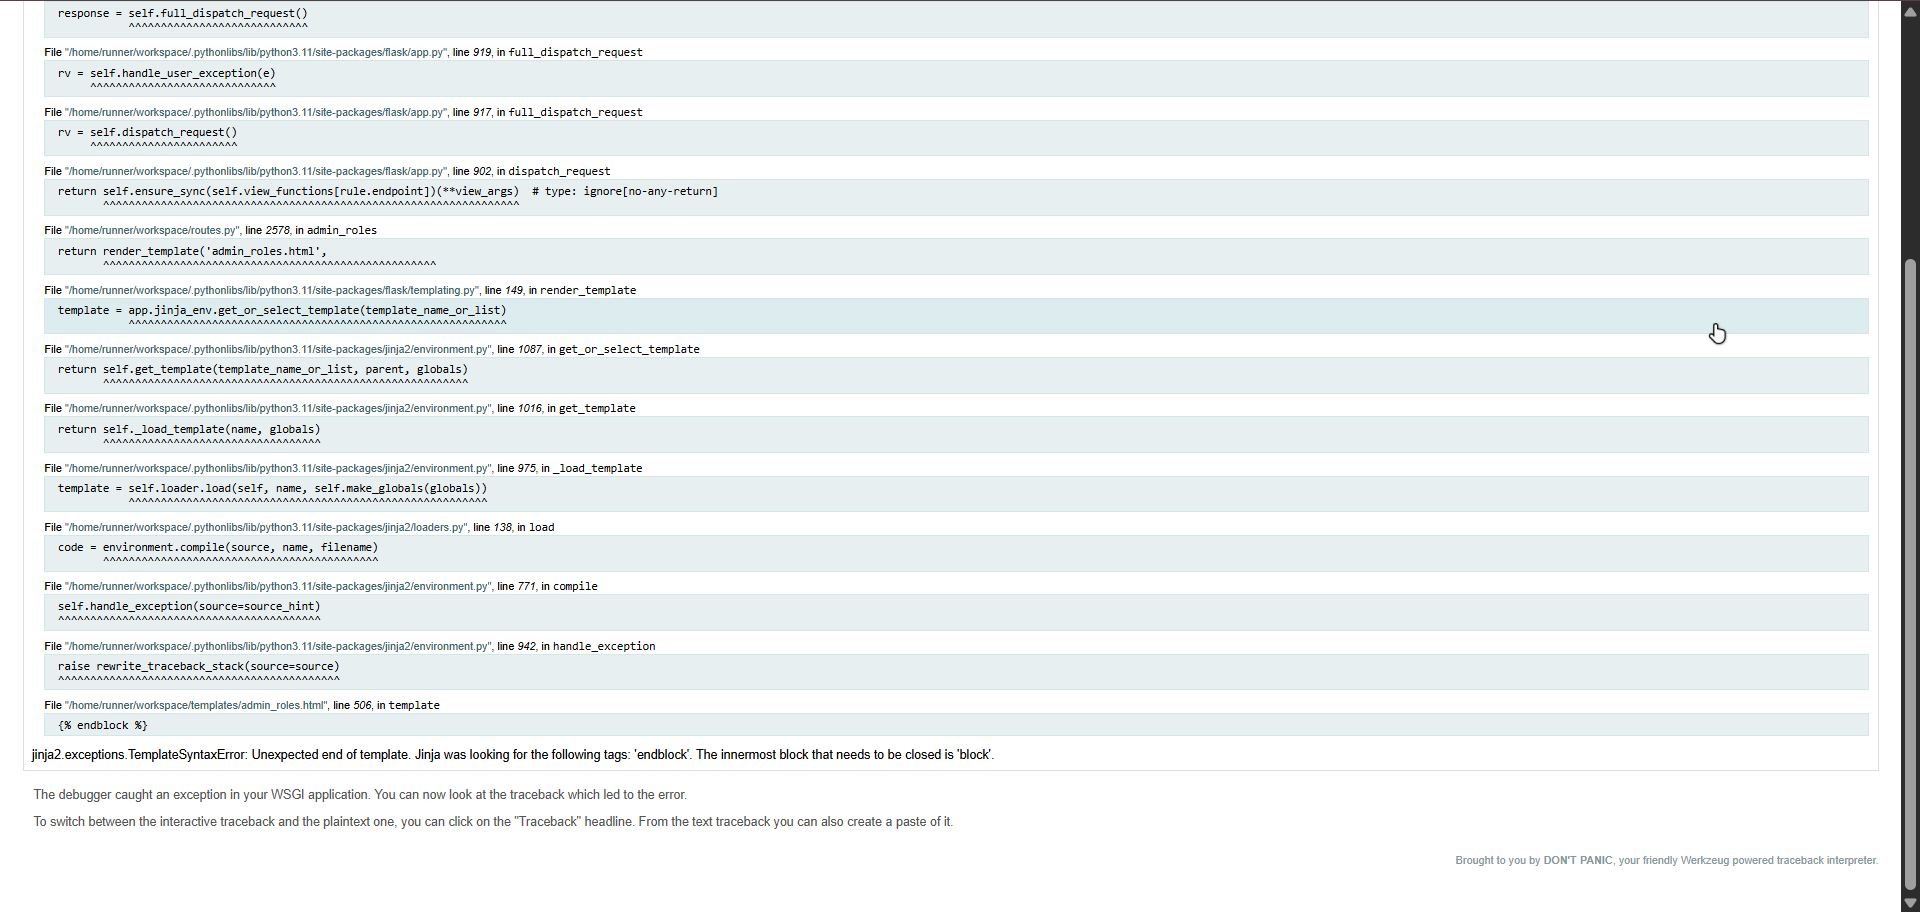 response = self.full_dispatch_request()
^^^^^^^^^^^^^^^^^^^^^^^^^^^^
File "/home/runner/workspace/.pythonlibs/lib/python3.11/site-packages/flask/app.py", line 919, in full_dispatch_request
rv = self.handle_user_exception(e)
^^^^^^^^^^^^^^^^^^^^^^^^^^^^^
File "/home/runner/workspace/.pythonlibs/lib/python3.11/site-packages/flask/app.py", line 917, in full_dispatch_request
rv = self.dispatch_request()
^^^^^^^^^^^^^^^^^^^^^^^
File "/home/runner/workspace/.pythonlibs/lib/python3.11/site-packages/flask/app.py", line 902, in dispatch_request
return self.ensure_sync(self.view_functions[rule.endpoint])(**view_args)  # type: ignore[no-any-return]
^^^^^^^^^^^^^^^^^^^^^^^^^^^^^^^^^^^^^^^^^^^^^^^^^^^^^^^^^^^^^^^^^
File "/home/runner/workspace/routes.py", line 2578, in admin_roles
return render_template('admin_roles.html',
^^^^^^^^^^^^^^^^^^^^^^^^^^^^^^^^^^^^^^^^^^^^^^^^^^^^
File "/home/runner/workspace/.pythonlibs/lib/python3.11/site-packages/flask/templating.py", line 149, in render_template
template = app.jinja_env.get_or_select_template(template_name_or_list)
^^^^^^^^^^^^^^^^^^^^^^^^^^^^^^^^^^^^^^^^^^^^^^^^^^^^^^^^^^^
File "/home/runner/workspace/.pythonlibs/lib/python3.11/site-packages/jinja2/environment.py", line 1087, in get_or_select_template
return self.get_template(template_name_or_list, parent, globals)
^^^^^^^^^^^^^^^^^^^^^^^^^^^^^^^^^^^^^^^^^^^^^^^^^^^^^^^^^
File "/home/runner/workspace/.pythonlibs/lib/python3.11/site-packages/jinja2/environment.py", line 1016, in get_template
return self._load_template(name, globals)
^^^^^^^^^^^^^^^^^^^^^^^^^^^^^^^^^^
File "/home/runner/workspace/.pythonlibs/lib/python3.11/site-packages/jinja2/environment.py", line 975, in _load_template
template = self.loader.load(self, name, self.make_globals(globals))
^^^^^^^^^^^^^^^^^^^^^^^^^^^^^^^^^^^^^^^^^^^^^^^^^^^^^^^^
File "/home/runner/workspace/.pythonlibs/lib/python3.11/site-packages/jinja2/loaders.py", line 138, in load
code = environment.compile(source, name, filename)
^^^^^^^^^^^^^^^^^^^^^^^^^^^^^^^^^^^^^^^^^^^
File "/home/runner/workspace/.pythonlibs/lib/python3.11/site-packages/jinja2/environment.py", line 771, in compile
self.handle_exception(source=source_hint)
^^^^^^^^^^^^^^^^^^^^^^^^^^^^^^^^^^^^^^^^^
File "/home/runner/workspace/.pythonlibs/lib/python3.11/site-packages/jinja2/environment.py", line 942, in handle_exception
raise rewrite_traceback_stack(source=source)
^^^^^^^^^^^^^^^^^^^^^^^^^^^^^^^^^^^^^^^^^^^^
File "/home/runner/workspace/templates/admin_roles.html", line 506, in template
{% endblock %}
jinja2.exceptions.TemplateSyntaxError: Unexpected end of template. Jinja was looking for the following tags: 'endblock'. The innermost block that needs to be closed is 'block'.
The debugger caught an exception in your WSGI application. You can now look at the traceback which led to the error.
To switch between the interactive traceback and the plaintext one, you can click on the "Traceback" headline. From the text traceback you can also create a paste of it.
Brought to you by DON'T PANIC, your friendly Werkzeug powered traceback interpreter.